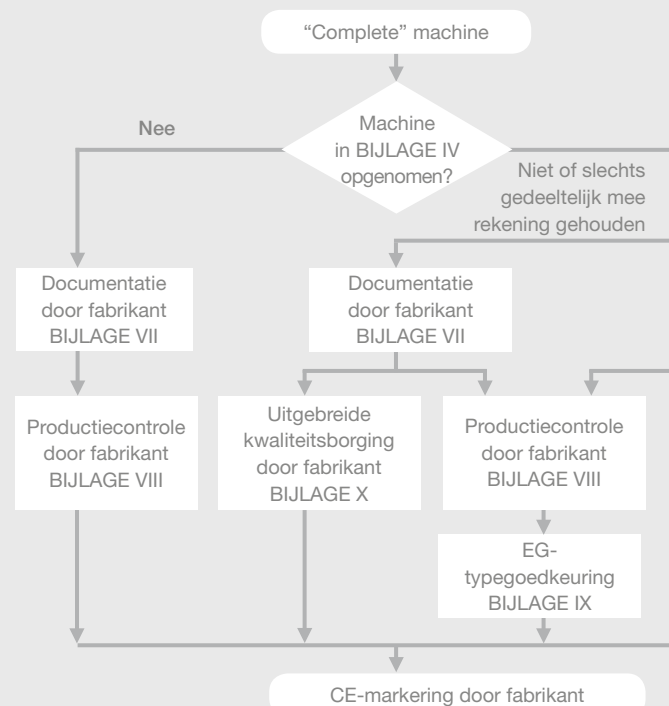 “Complete” machine
Nee
Machine
in BIJLAGE IV
opgenomen?
Niet of slechts
gedeeltelijk mee
rekening gehouden
Documentatie
door fabrikant
BIJLAGE VII
Documentatie
door fabrikant
BIJLAGE VII
Productiecontrole
door fabrikant
BIJLAGE VIII
Uitgebreide
kwaliteitsborging
door fabrikant
BIJLAGE X
Productiecontrole
door fabrikant
BIJLAGE VIII
EG-
typegoedkeuring
BIJLAGE IX
CE-markering door fabrikant